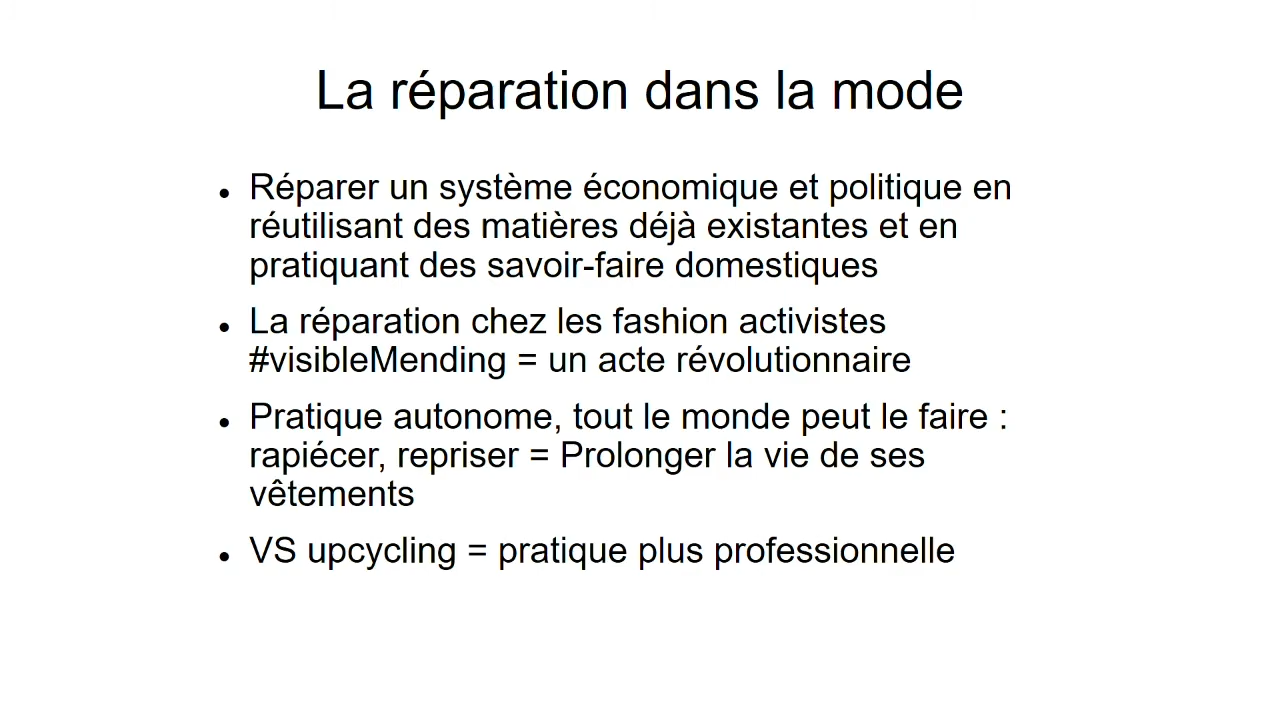 La réparation dans la mode
• Réparer un système économique et politique en
réutilisant des matières déjà existantes et en
pratiquant des savoir-faire domestiques
• La réparation chez les fashion activistes
#visibleMending = un acte révolutionnaire
• Pratique autonome, tout le monde peut le faire :
rapiécer, repriser = Prolonger la vie de ses
vêtements
• VS upcycling = pratique plus professionnelle